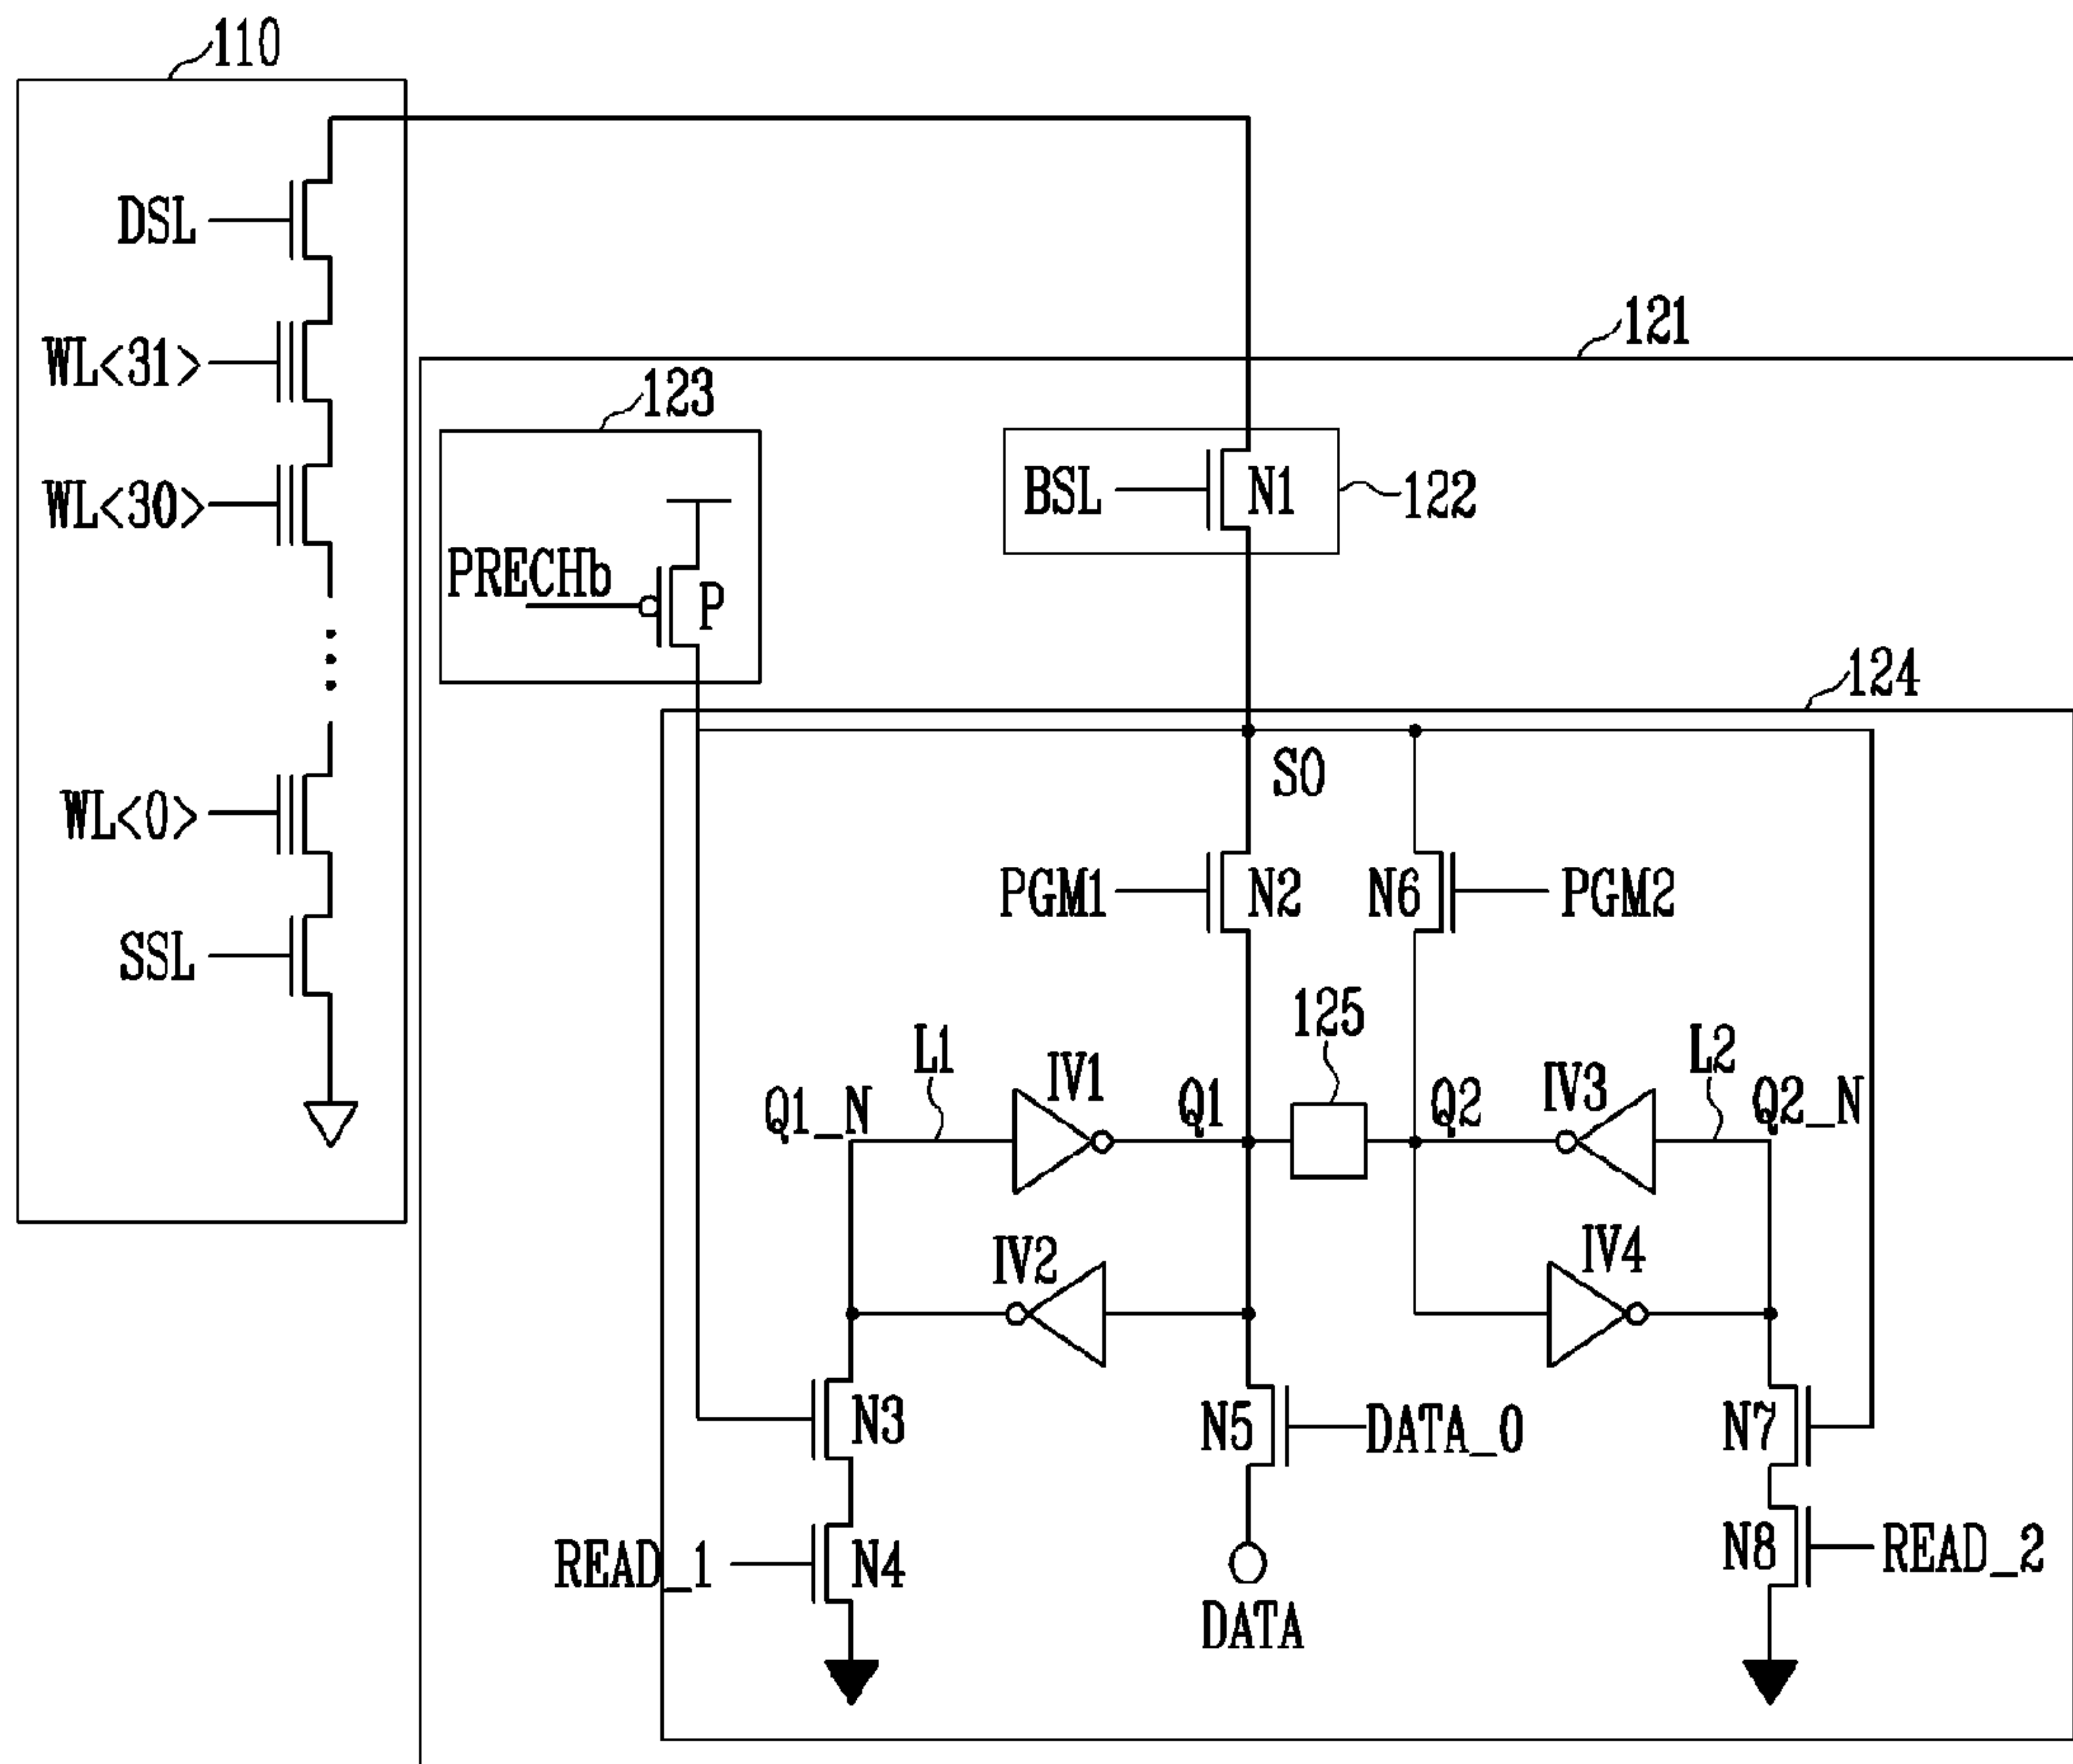 110
DSL
WL<31>
121
123
WL<30>
BSL
N1
122
PRECHb
P
124
SO
WL<0>
PGM1
N2
N6
PGM2
SSL
125
L1
IV1
Q1_N
Q1
Q2
IV3
L2
Q2_N
IV2
IV4
N3
N5
DATA_0
N7
READ_1
N4
N8
READ_2
DATA